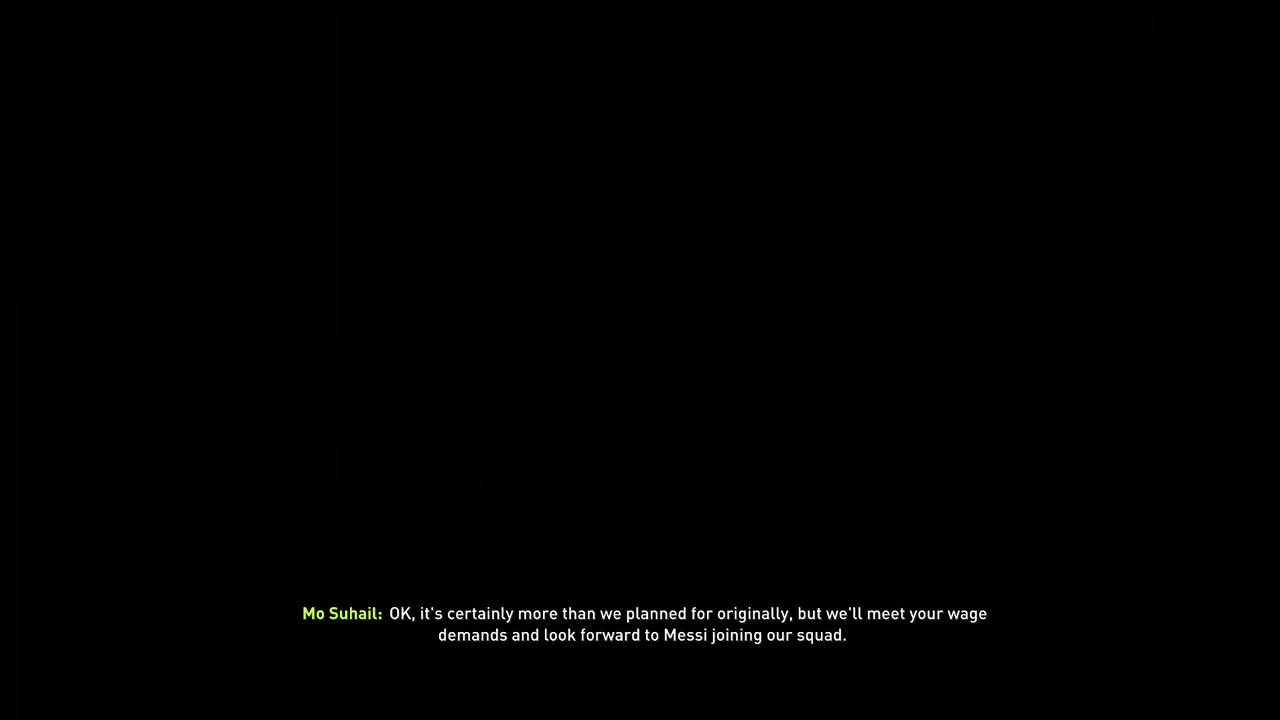 Mo Suhail: OK, it's certainly more than we planned for originally, but we'll meet your wage
demands and look forward to Messi joining our squad.